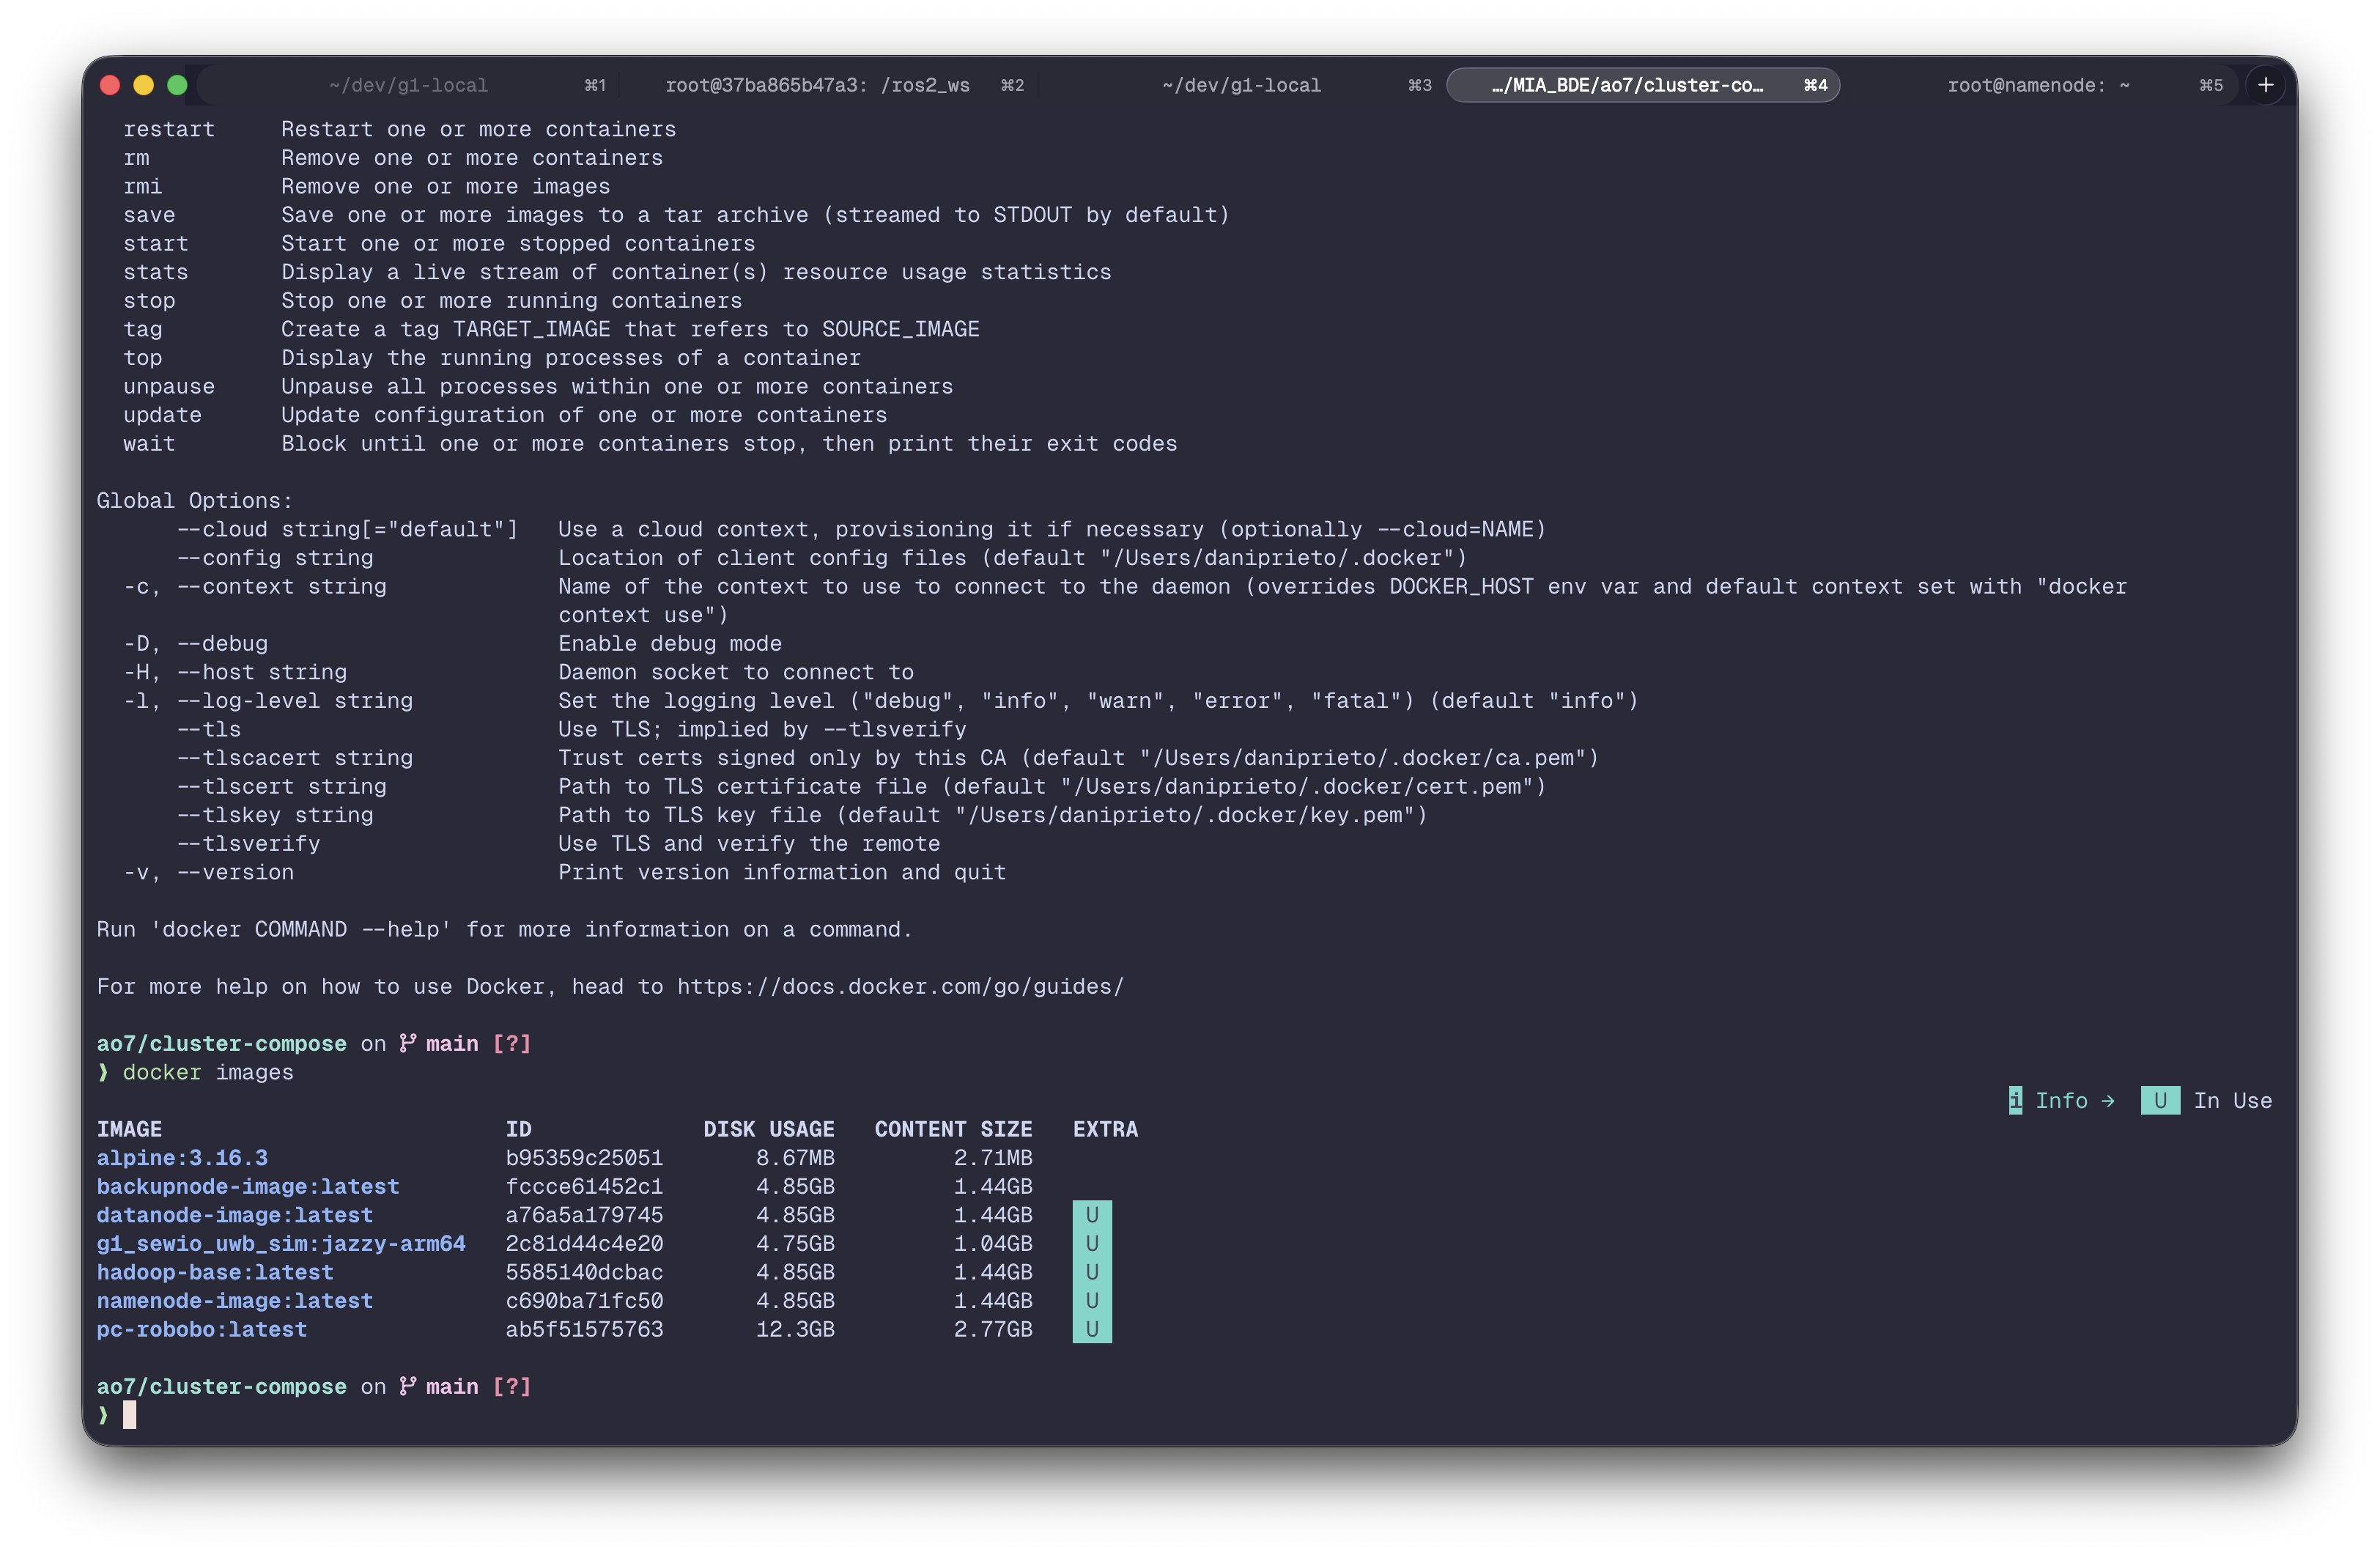 ~/dev/g1-local ⌘1 root@37ba865b47a3: /ros2_ws ⌘2 ~/dev/g1-local ⌘3 …/MIA_BDE/ao7/cluster-co… ⌘4 root@namenode: ~ ⌘5 +
restart     Restart one or more containers
rm          Remove one or more containers
rmi         Remove one or more images
save        Save one or more images to a tar archive (streamed to STDOUT by default)
start       Start one or more stopped containers
stats       Display a live stream of container(s) resource usage statistics
stop        Stop one or more running containers
tag         Create a tag TARGET_IMAGE that refers to SOURCE_IMAGE
top         Display the running processes of a container
unpause     Unpause all processes within one or more containers
update      Update configuration of one or more containers
wait        Block until one or more containers stop, then print their exit codes
Global Options:
--cloud string[="default"]   Use a cloud context, provisioning it if necessary (optionally --cloud=NAME)
--config string              Location of client config files (default "/Users/daniprieto/.docker")
-c, --context string             Name of the context to use to connect to the daemon (overrides DOCKER_HOST env var and default context set with "docker
context use")
-D, --debug                      Enable debug mode
-H, --host string                Daemon socket to connect to
-l, --log-level string           Set the logging level ("debug", "info", "warn", "error", "fatal") (default "info")
--tls                        Use TLS; implied by --tlsverify
--tlscacert string           Trust certs signed only by this CA (default "/Users/daniprieto/.docker/ca.pem")
--tlscert string             Path to TLS certificate file (default "/Users/daniprieto/.docker/cert.pem")
--tlskey string              Path to TLS key file (default "/Users/daniprieto/.docker/key.pem")
--tlsverify                  Use TLS and verify the remote
-v, --version                    Print version information and quit
Run 'docker COMMAND --help' for more information on a command.
For more help on how to use Docker, head to https://docs.docker.com/go/guides/
ao7/cluster-compose on main [?]
❱ docker images
i Info → U In Use
IMAGE                          ID             DISK USAGE   CONTENT SIZE   EXTRA
alpine:3.16.3                  b95359c25051       8.67MB         2.71MB
backupnode-image:latest        fccce61452c1       4.85GB         1.44GB
datanode-image:latest          a76a5a179745       4.85GB         1.44GB    U
g1_sewio_uwb_sim:jazzy-arm64   2c81d44c4e20       4.75GB         1.04GB    U
hadoop-base:latest             5585140dcbac       4.85GB         1.44GB    U
namenode-image:latest          c690ba71fc50       4.85GB         1.44GB    U
pc-robobo:latest               ab5f51575763       12.3GB         2.77GB    U
ao7/cluster-compose on main [?]
❱